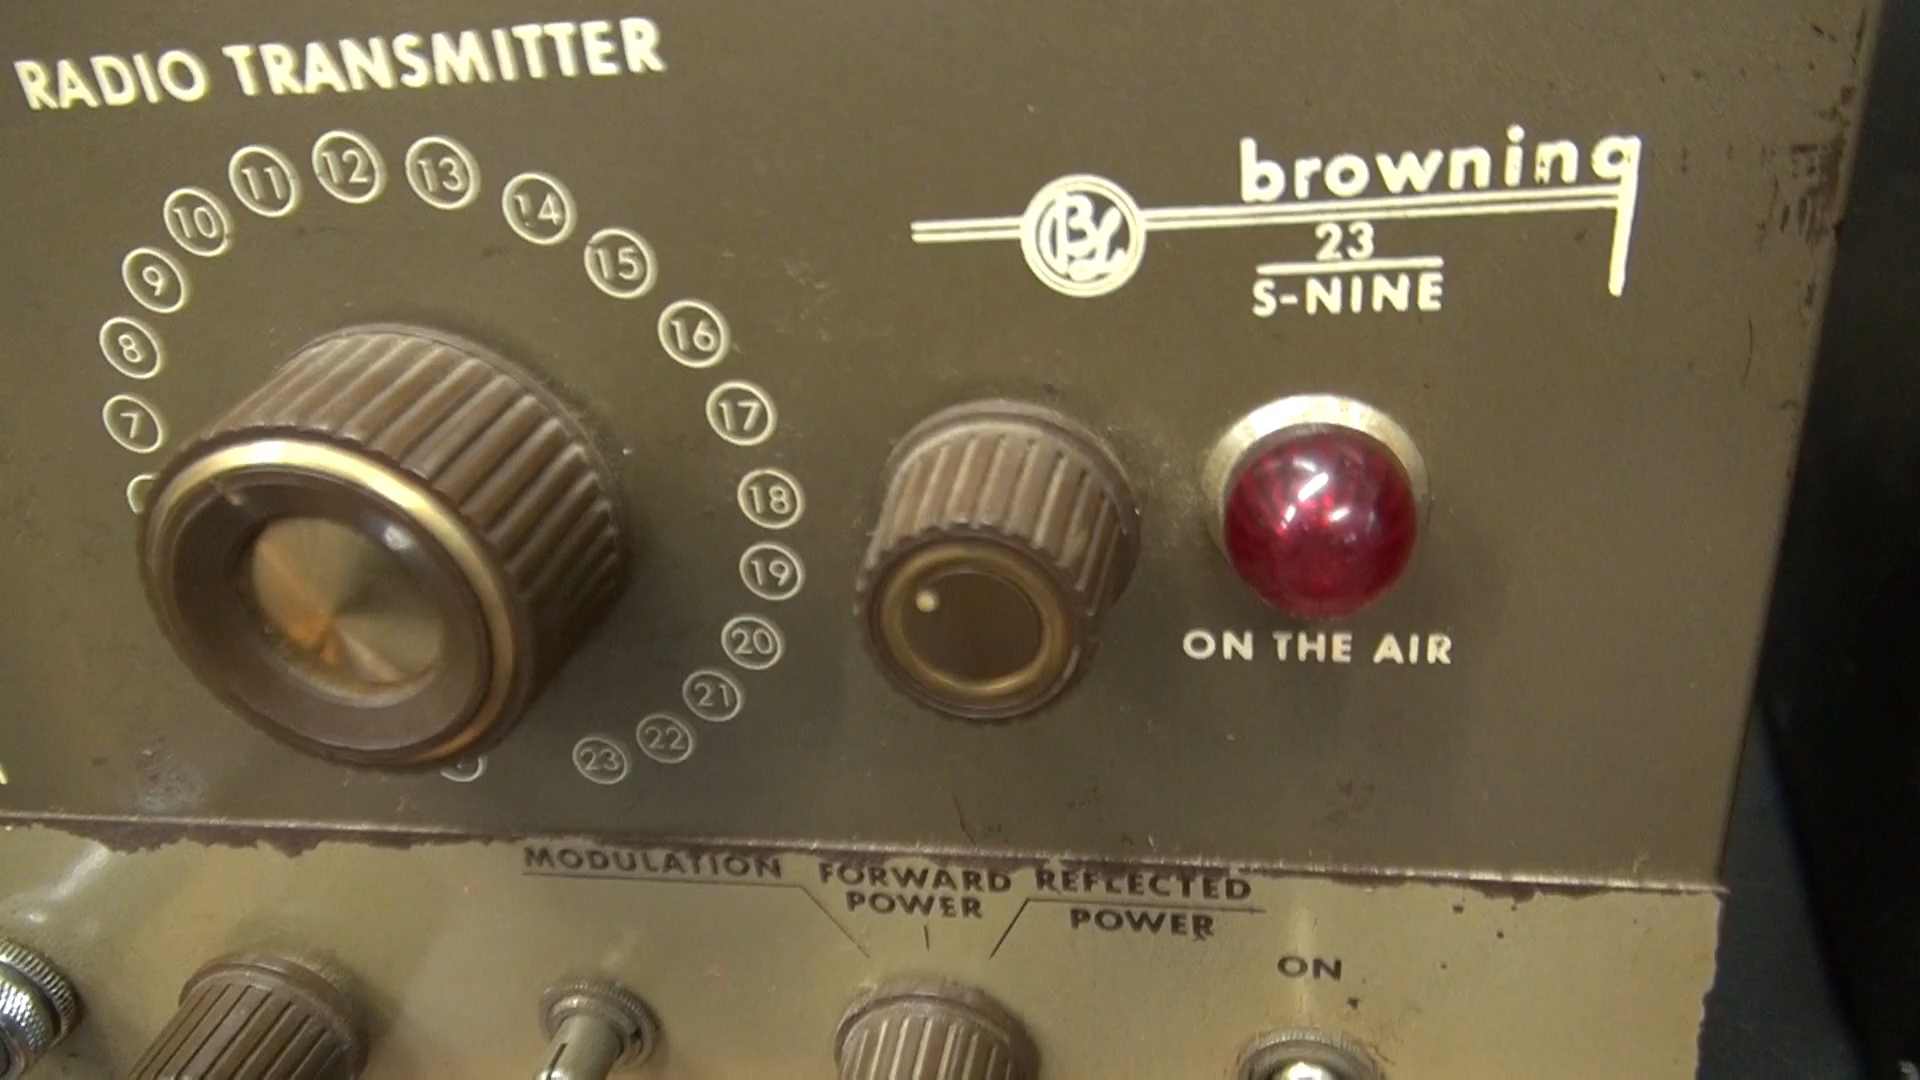 RADIO TRANSMITTER
7
8
9
10
11
12
13
14
15
16
17
18
19
20
21
22
23
browning
BL
23
S-NINE
ON THE AIR
MODULATION
FORWARD
POWER
REFLECTED
POWER
ON